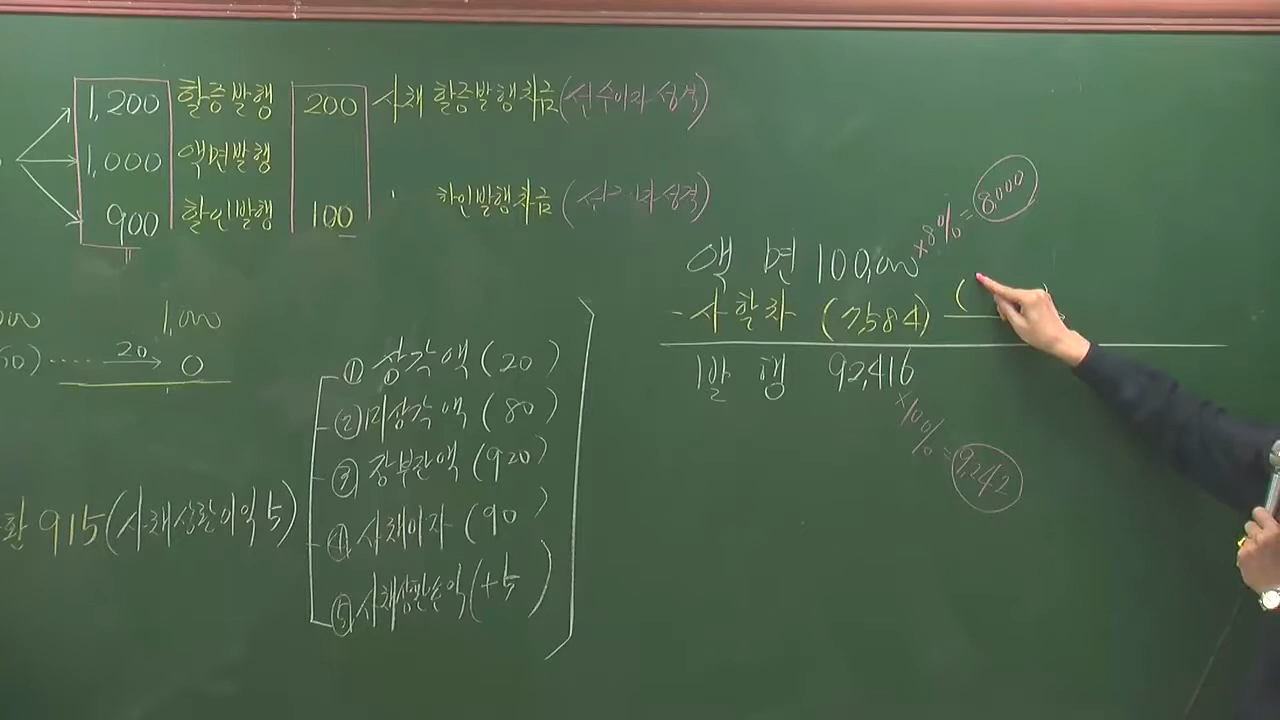 1,200 할증발행 200 사채할증발행차금(선수이자성격)
1,000 액면발행
900 할인발행 100 할인발행차금(선급이자성격)
액 면 100,000 ×8% = 8,000
-사할차 (7,584) (
발 행 92,416
×10% = 9,242
1,000
20 → 0
① 상각액 (20)
② 미상각액 (80)
③ 장부잔액 (920)
④ 사채이자 (90)
⑤ 사채상환손익 (+5)
915 (사채상환이익 5)